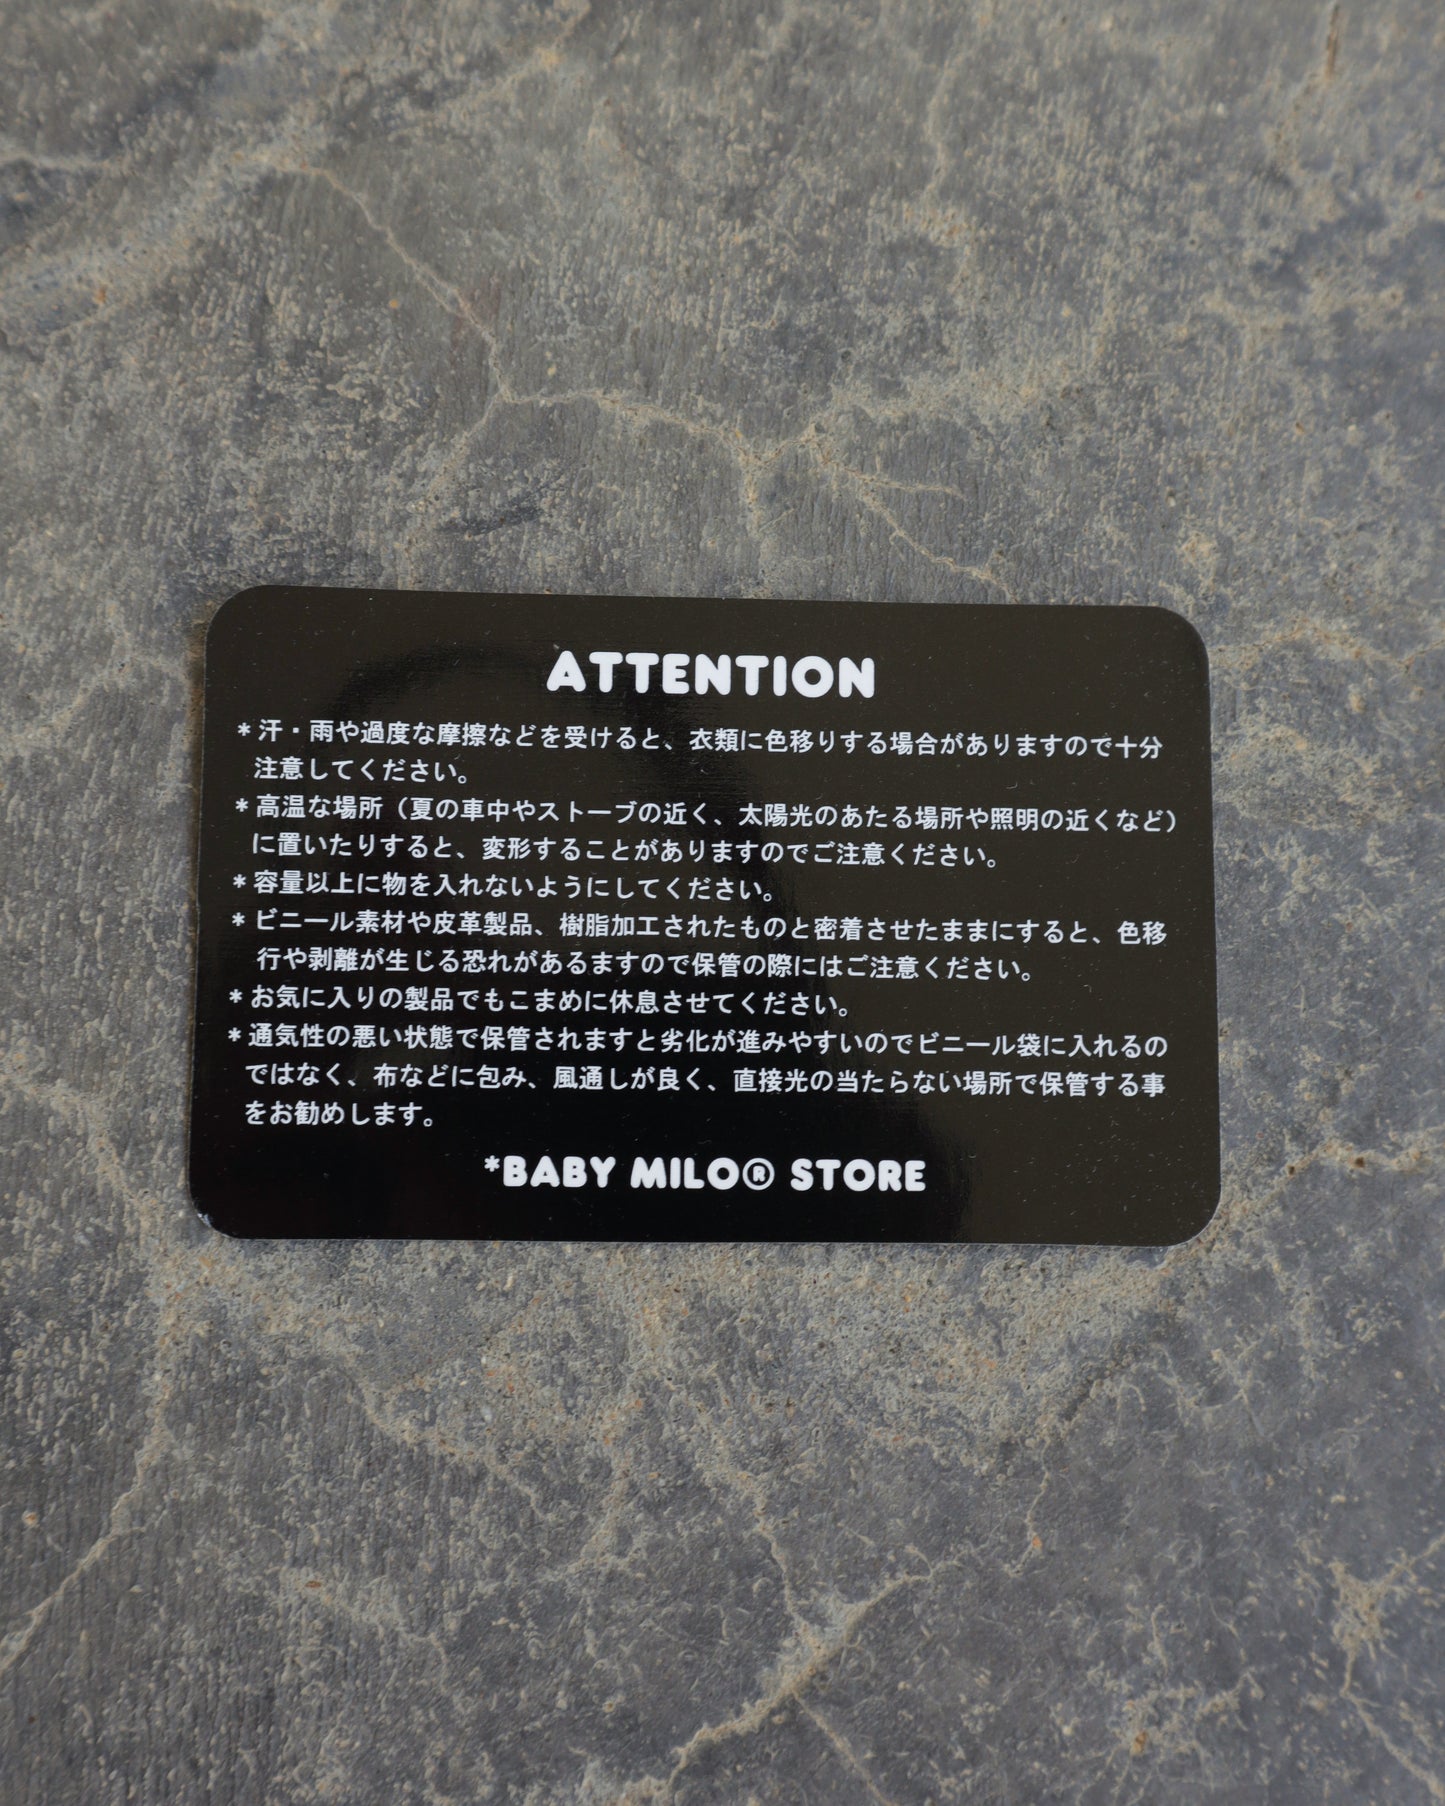 ATTENTION
*汗・雨や過度な摩擦などを受けると、衣類に色移りする場合がありますので十分
注意してください。
*高温な場所（夏の車中やストーブの近く、太陽光のあたる場所や照明の近くなど）
に置いたりすると、変形することがありますのでご注意ください。
*容量以上に物を入れないようにしてください。
*ビニール素材や皮革製品、樹脂加工されたものと密着させたままにすると、色移
行や剥離が生じる恐れがあるますので保管の際にはご注意ください。
*お気に入りの製品でもこまめに休息させてください。
*通気性の悪い状態で保管されますと劣化が進みやすいのでビニール袋に入れるの
ではなく、布などに包み、風通しが良く、直接光の当たらない場所で保管する事
をお勧めします。
*BABY MILO® STORE